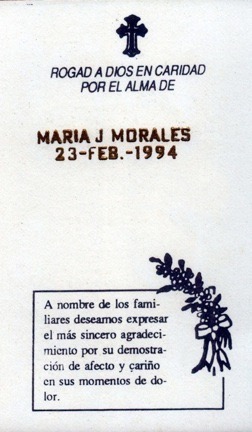 ROGAD A DIOS EN CARIDAD
POR EL ALMA DE
MARIA J MORALES
23-FEB.-1994
A nombre de los fami-
liares deseamos expresar
el más sincero agradeci-
miento por su demostra-
ción de afecto y cariño
en sus momentos de do-
lor.